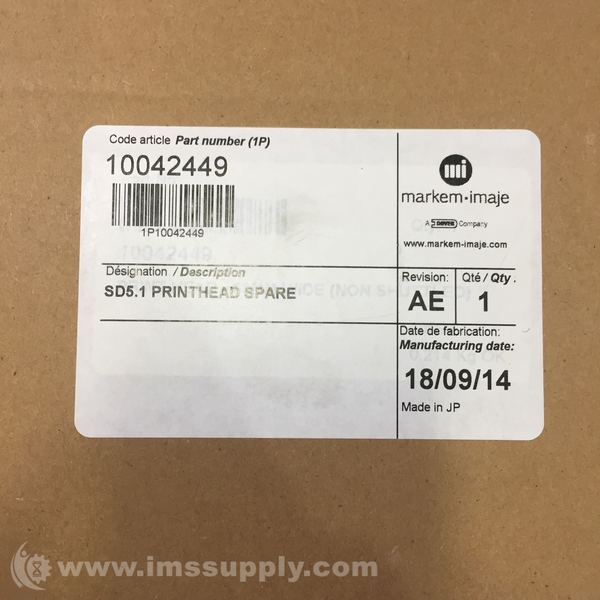 Code article Part number (1P)
10042449
1P10042449
mi
markem·imaje
A DOVER Company
www.markem-imaje.com
10042449
Désignation / Description
SD5.1 PRINTHEAD SPARE
Revision:
AE
Qté / Qty.
1
Date de fabrication:
Manufacturing date:
18/09/14
Made in JP
www.imssupply.com